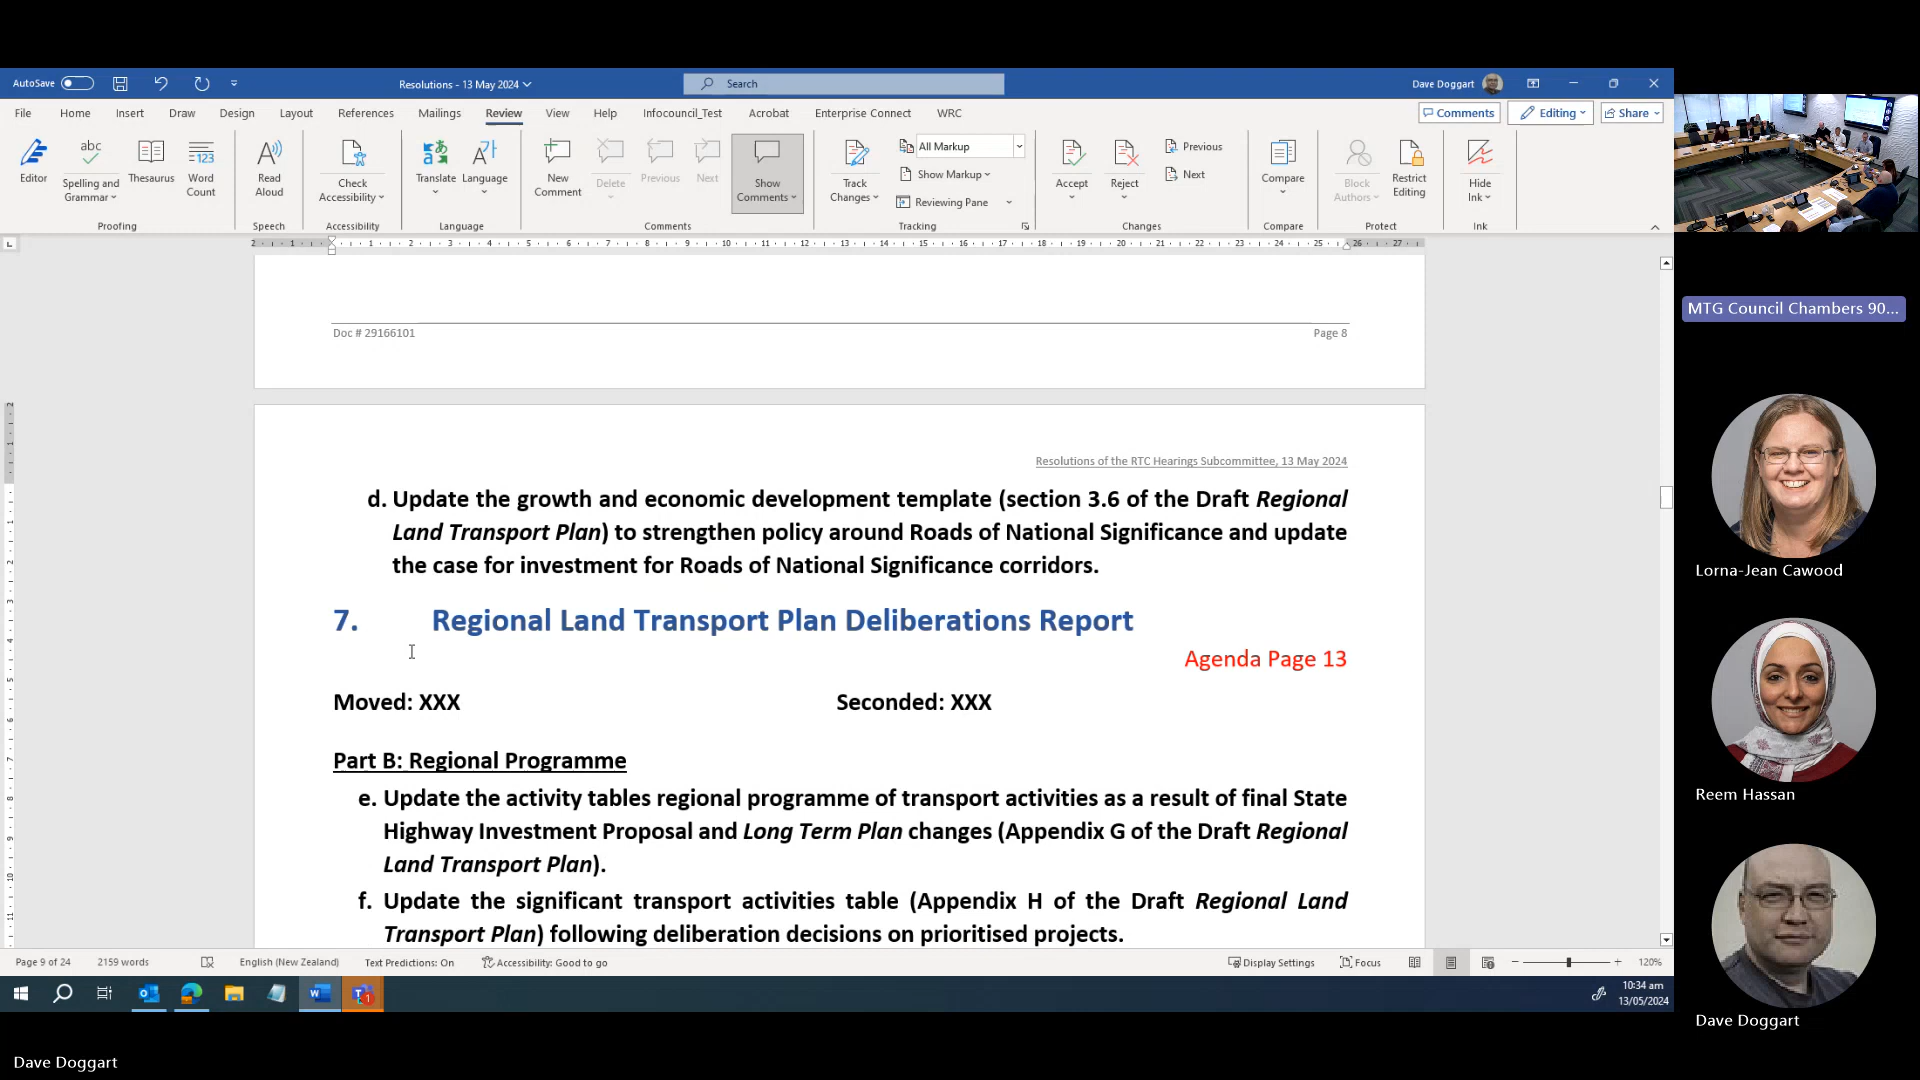 AutoSave
Resolutions - 13 May 2024
Search
Dave Doggart
File Home Insert Draw Design Layout References Mailings Review View Help Infocouncil_Test Acrobat Enterprise Connect WRC
Comments Editing Share
Editor
Spelling and Grammar
Thesaurus
Word Count
Proofing
Read Aloud
Speech
Check Accessibility
Accessibility
Translate
Language
Language
New Comment
Delete
Previous
Next
Show Comments
Comments
Track Changes
All Markup
Show Markup
Reviewing Pane
Tracking
Accept
Reject
Previous
Next
Changes
Compare
Compare
Block Authors
Restrict Editing
Protect
Hide Ink
Ink
Doc # 29166101 Page 8
Resolutions of the RTC Hearings Subcommittee, 13 May 2024
d. Update the growth and economic development template (section 3.6 of the Draft Regional
Land Transport Plan) to strengthen policy around Roads of National Significance and update
the case for investment for Roads of National Significance corridors.
7. Regional Land Transport Plan Deliberations Report
Agenda Page 13
Moved: XXX Seconded: XXX
Part B: Regional Programme
e. Update the activity tables regional programme of transport activities as a result of final State
Highway Investment Proposal and Long Term Plan changes (Appendix G of the Draft Regional
Land Transport Plan).
f. Update the significant transport activities table (Appendix H of the Draft Regional Land
Transport Plan) following deliberation decisions on prioritised projects.
Page 9 of 24 2159 words English (New Zealand) Text Predictions: On Accessibility: Good to go Display Settings Focus 120%
10:34 am
13/05/2024
MTG Council Chambers 90...
Lorna-Jean Cawood
Reem Hassan
Dave Doggart
Dave Doggart